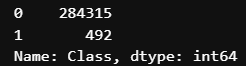 0    284315
1       492
Name: Class, dtype: int64